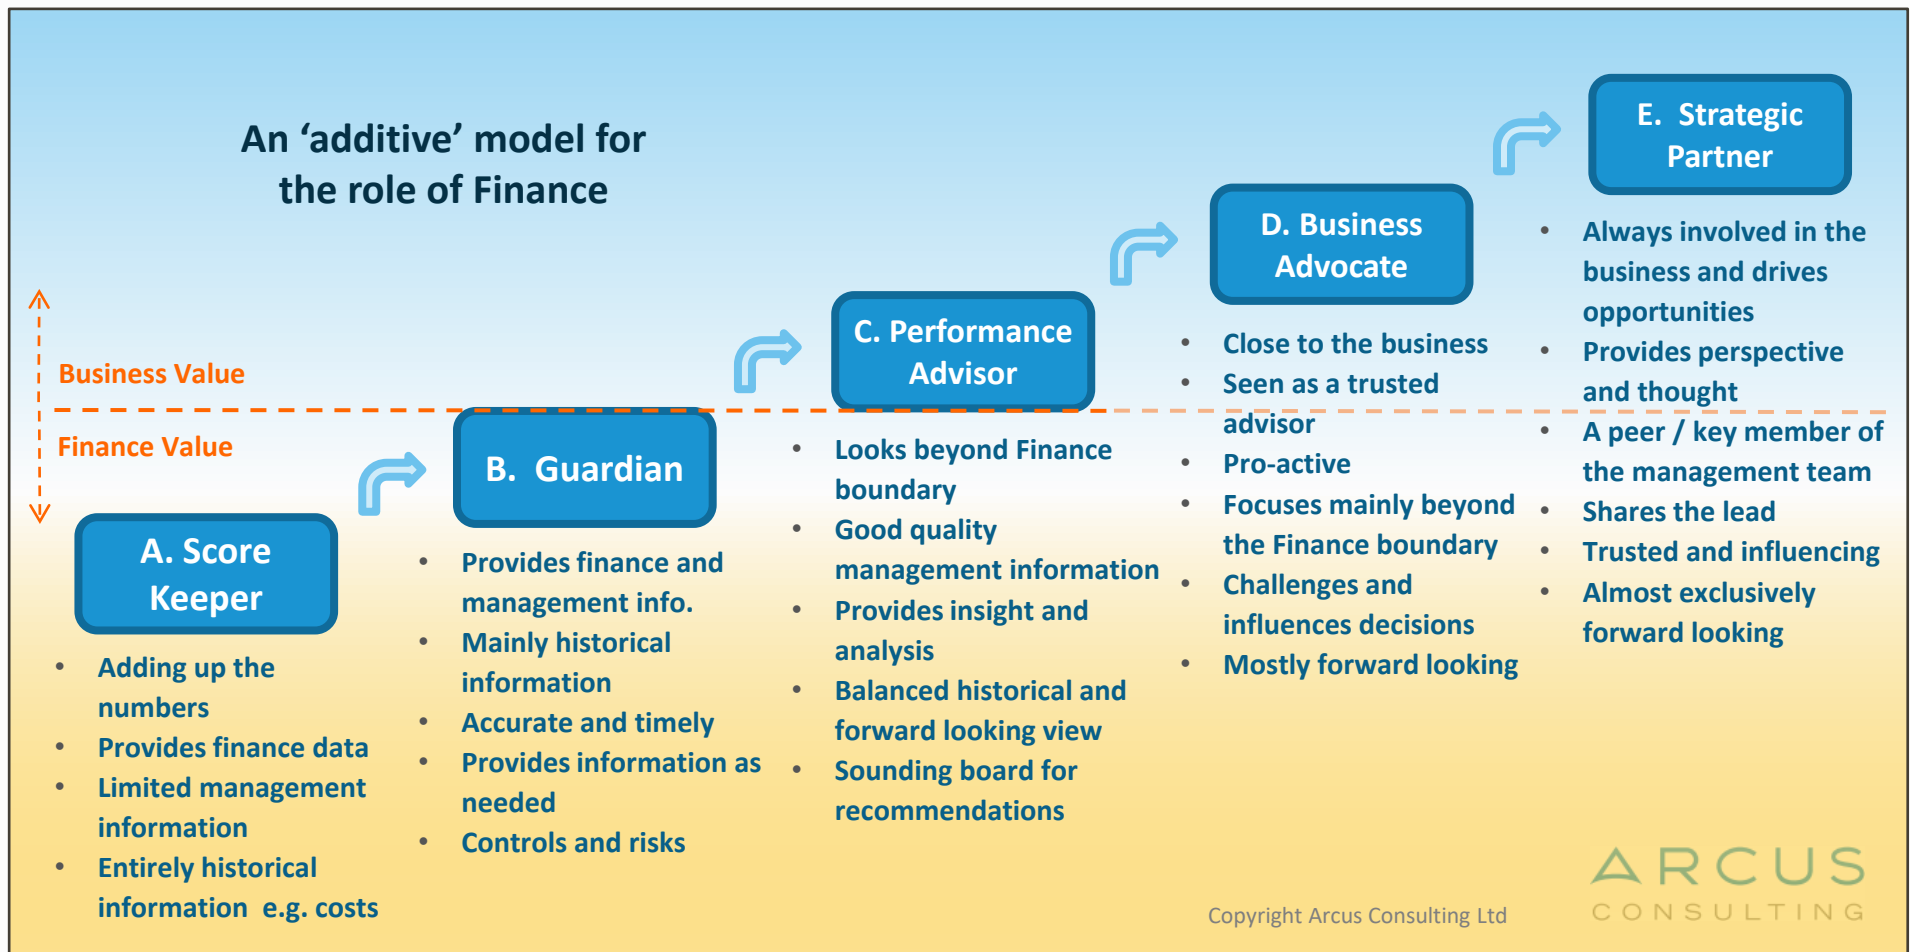 An ‘additive’ model for
the role of Finance
Business Value
Finance Value
A. Score
Keeper
• Adding up the
numbers
• Provides finance data
• Limited management
information
• Entirely historical
information e.g. costs
B. Guardian
• Provides finance and
management info.
• Mainly historical
information
• Accurate and timely
• Provides information as
needed
• Controls and risks
C. Performance
Advisor
• Looks beyond Finance
boundary
• Good quality
management information
• Provides insight and
analysis
• Balanced historical and
forward looking view
• Sounding board for
recommendations
D. Business
Advocate
• Close to the business
• Seen as a trusted
advisor
• Pro-active
• Focuses mainly beyond
the Finance boundary
• Challenges and
influences decisions
• Mostly forward looking
E. Strategic
Partner
• Always involved in the
business and drives
opportunities
• Provides perspective
and thought
• A peer / key member of
the management team
• Shares the lead
• Trusted and influencing
• Almost exclusively
forward looking
Copyright Arcus Consulting Ltd
ARCUS
CONSULTING